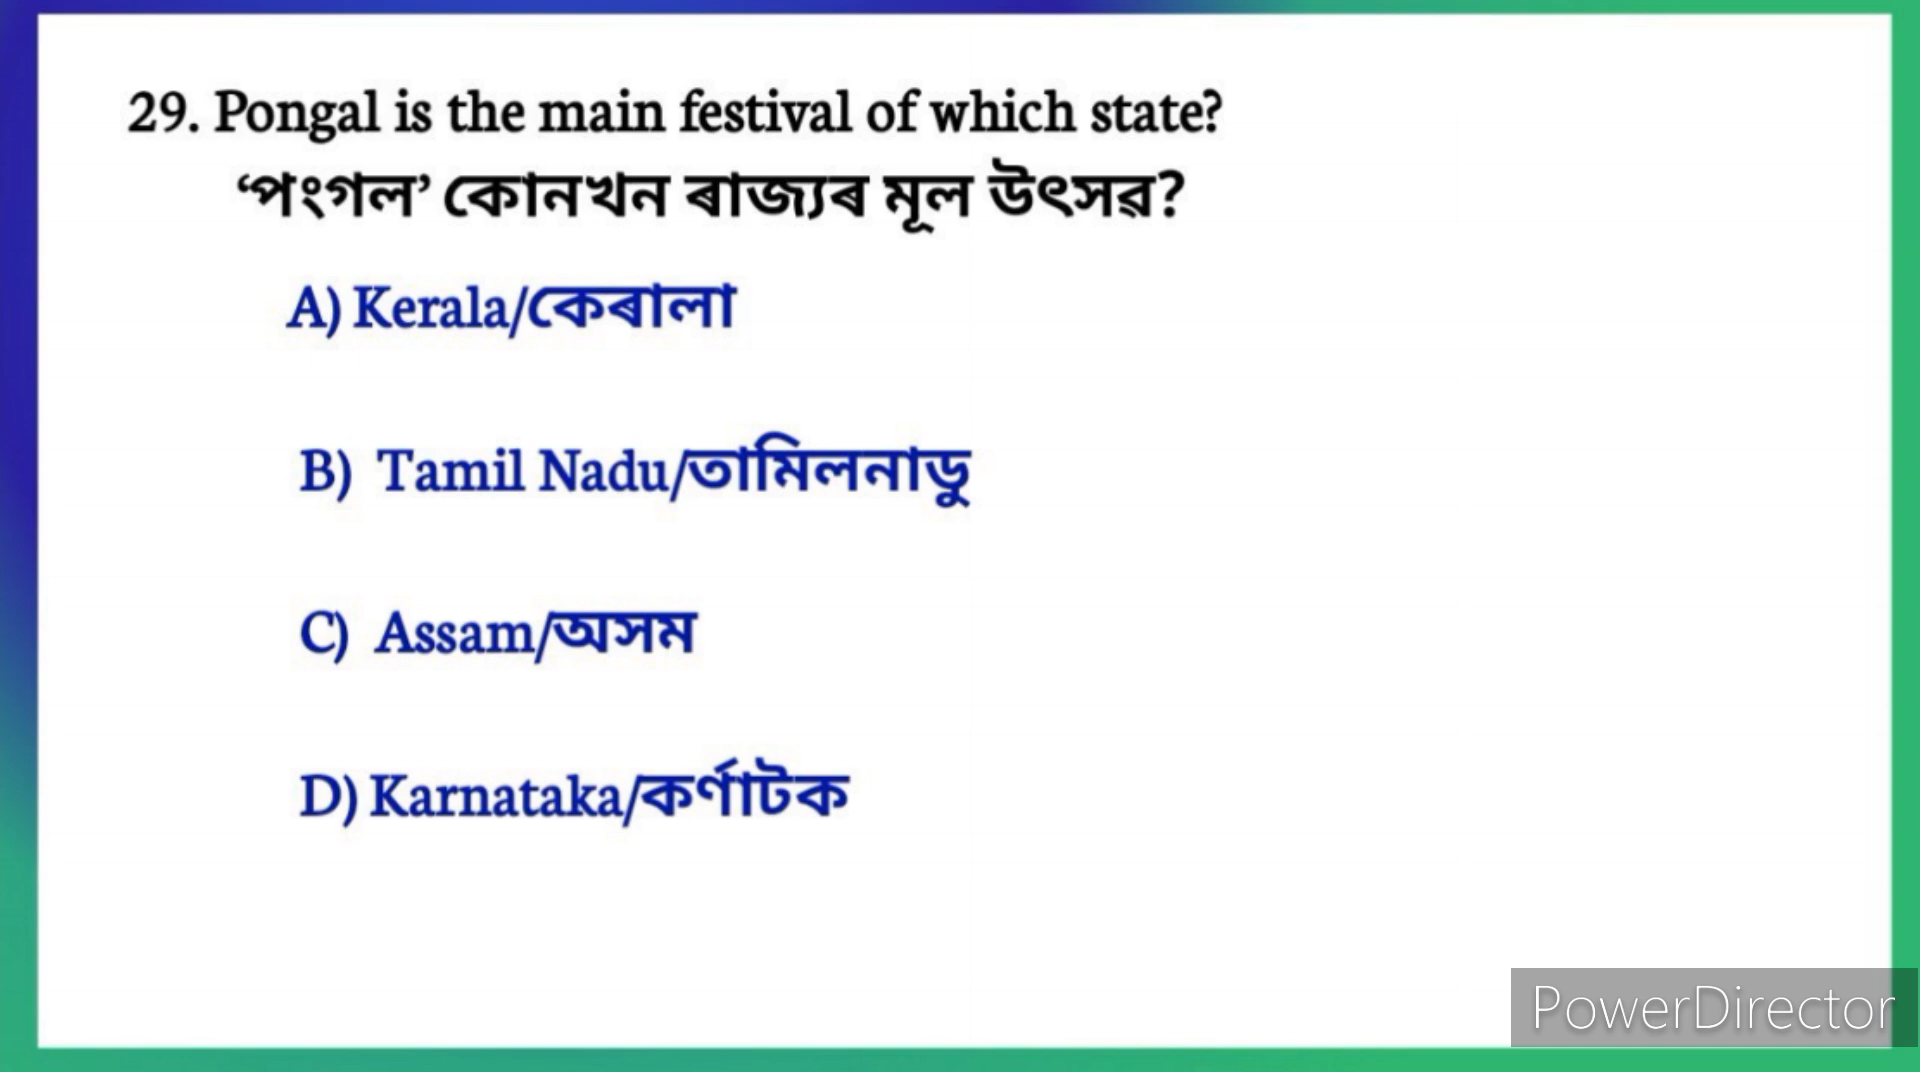 29. Pongal is the main festival of which state?
‘পংগল’ কোনখন ৰাজ্যৰ মূল উৎসৱ?
A) Kerala/কেৰালা
B) Tamil Nadu/তামিলনাডু
C) Assam/অসম
D) Karnataka/কৰ্ণাটক
PowerDirector